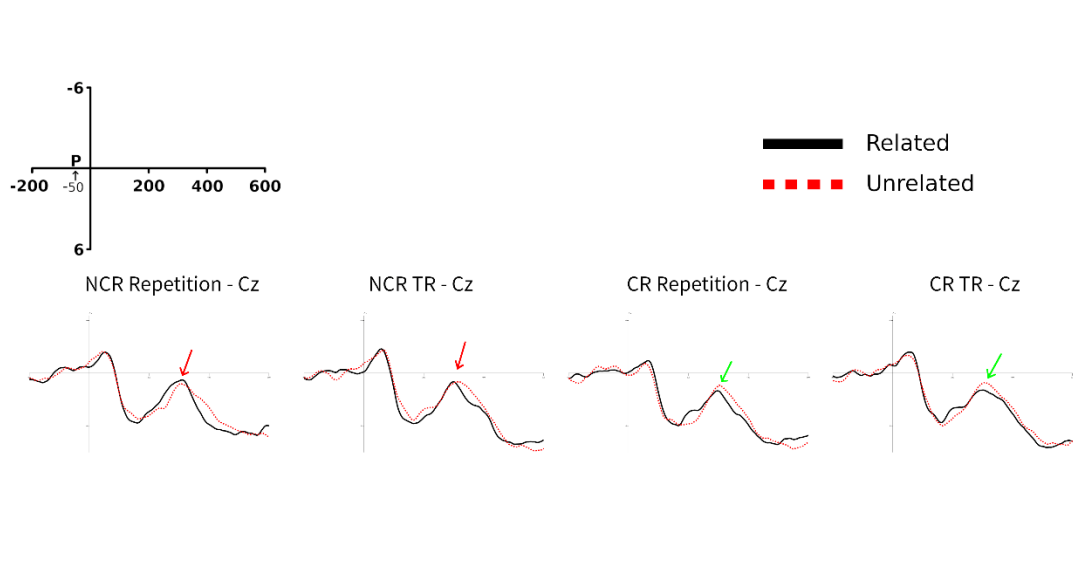 -6
P
-200 -50 200 400 600
6
Related
Unrelated
NCR Repetition - Cz
NCR TR - Cz
CR Repetition - Cz
CR TR - Cz